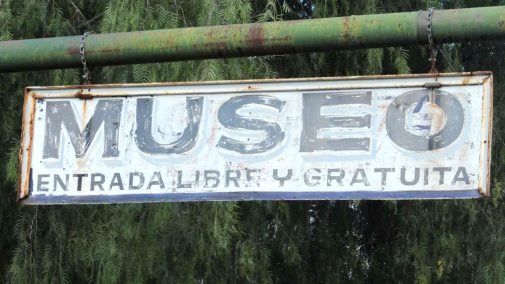 MUSEO
ENTRADA LIBRE Y GRATUITA